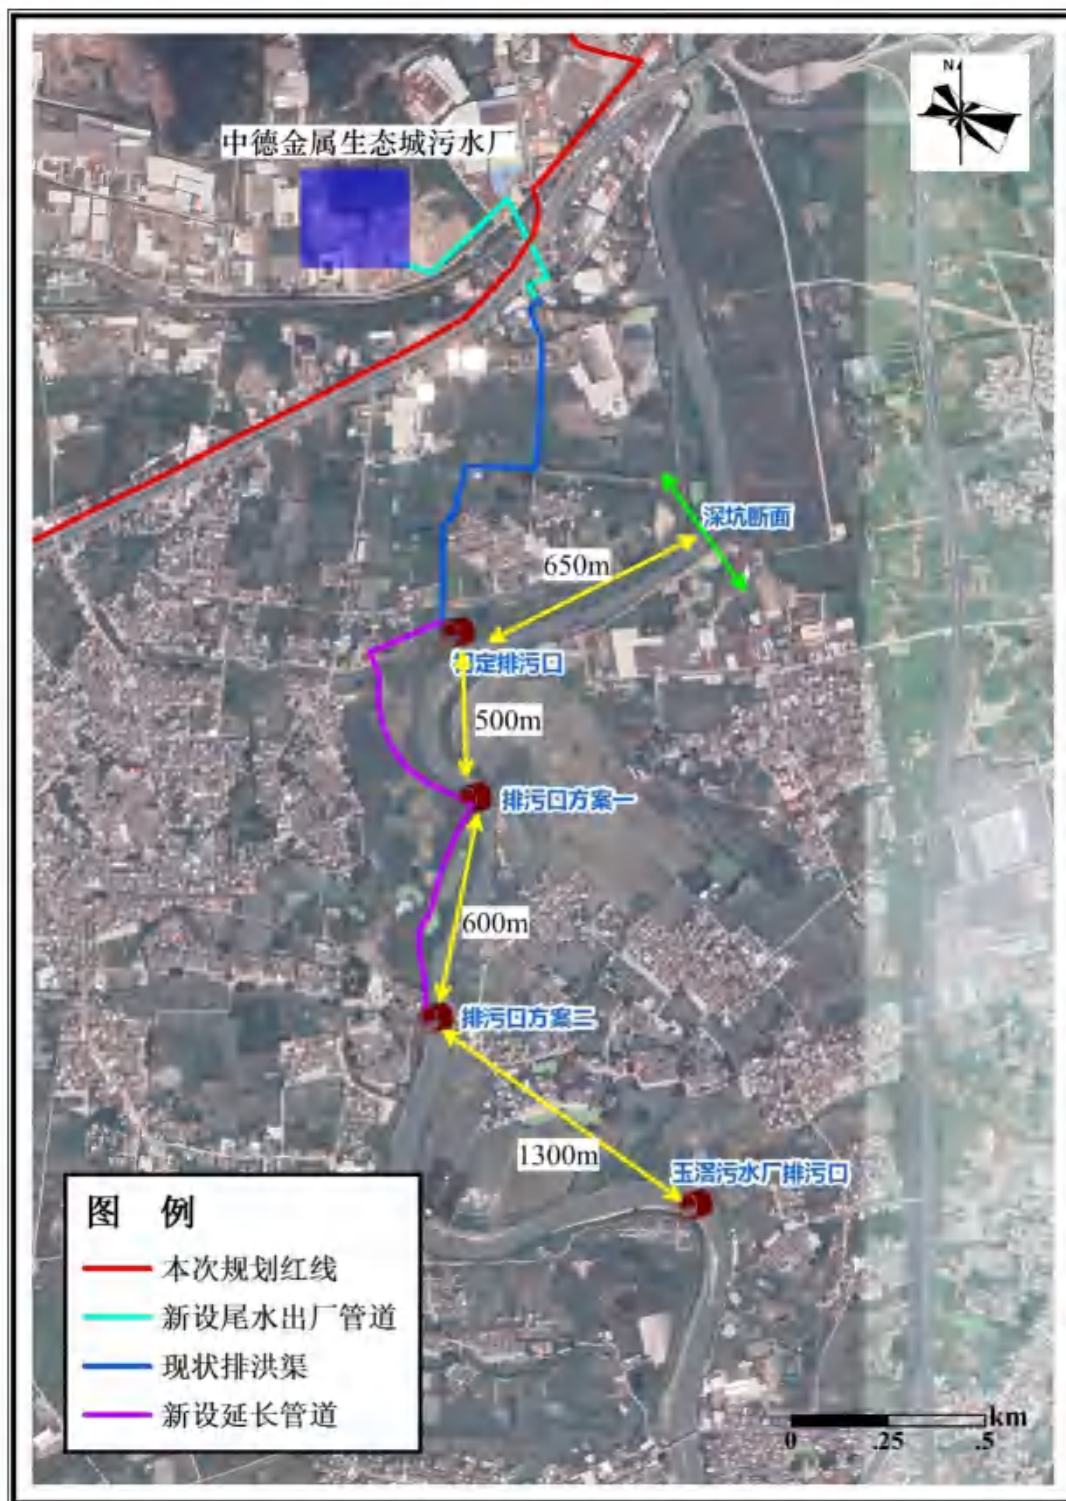 N
中德金属生态城污水厂
深坑断面
650m
定排污口
500m
排污口方案一
600m
排污口方案二
1300m
玉滘污水厂排污口
图 例
本次规划红线
新设尾水出厂管道
现状排洪渠
新设延长管道
km
0 .25 .5